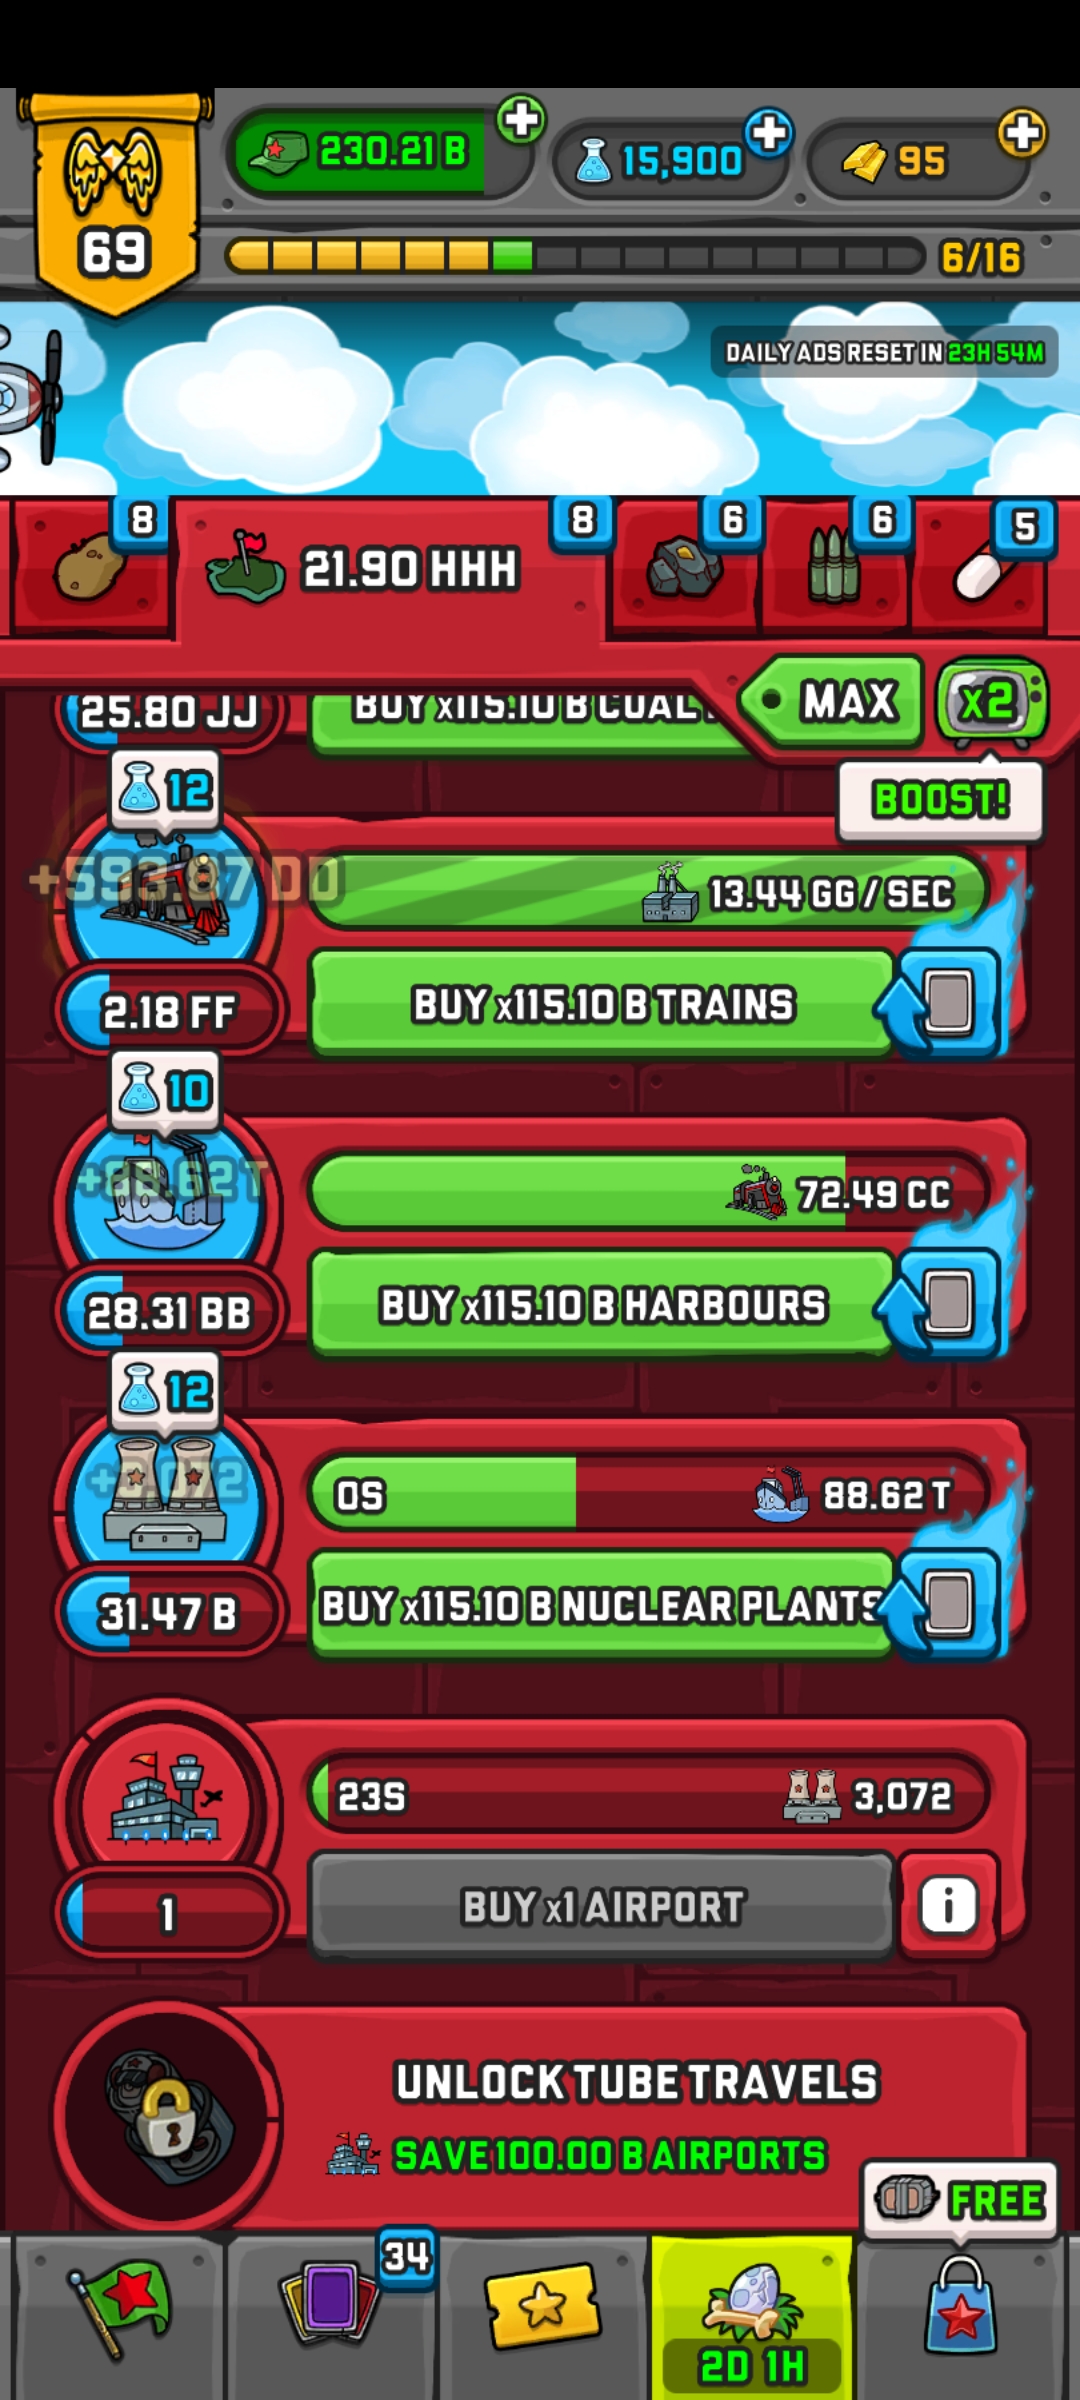 69
230.21 B
15,900
95
6/16
DAILY ADS RESET IN 23H 54M
8
21.90 HHH
8
6
6
5
25.80 JJ
BUY x115.10 B COAL
MAX
x2
BOOST!
12
13.44 GG / SEC
2.18 FF
BUY x115.10 B TRAINS
10
+88.62 T
72.49 CC
28.31 BB
BUY x115.10 B HARBOURS
12
+3,072
0S
88.62 T
31.47 B
BUY x115.10 B NUCLEAR PLANTS
23S
3,072
1
BUY x1 AIRPORT
i
UNLOCK TUBE TRAVELS
SAVE 100.00 B AIRPORTS
FREE
34
2D 1H